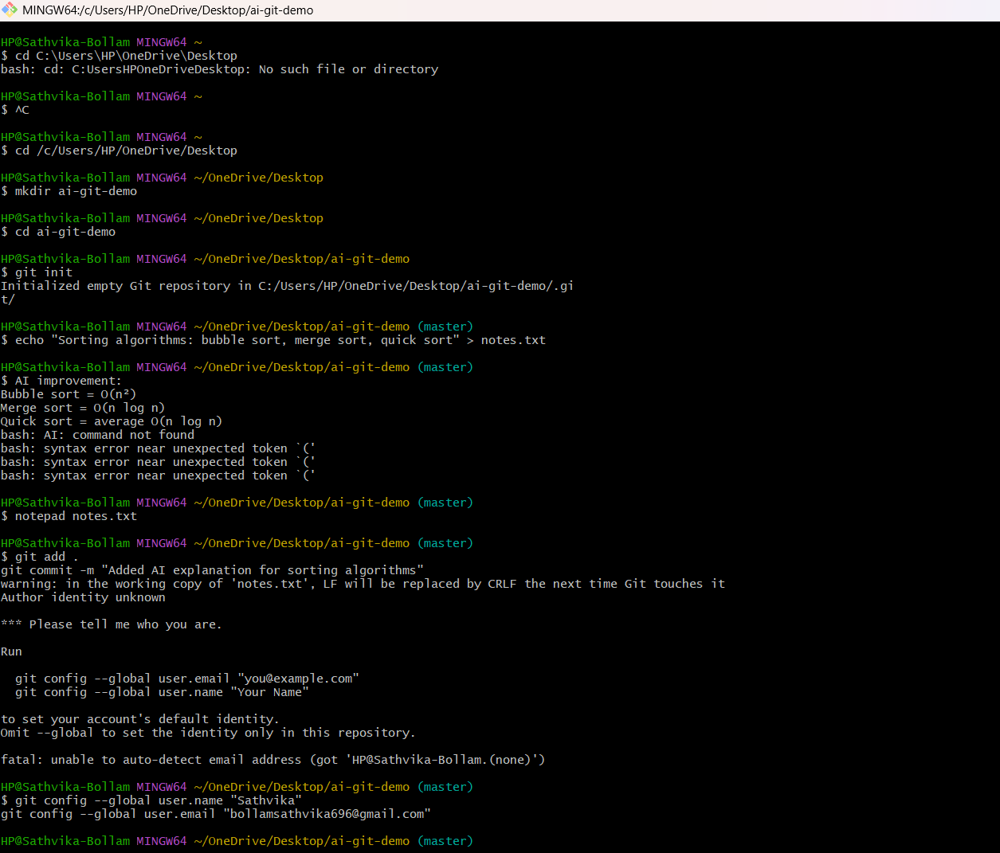 MINGW64:/c/Users/HP/OneDrive/Desktop/ai-git-demo
HP@Sathvika-Bollam MINGW64 ~
$ cd C:\Users\HP\OneDrive\Desktop
bash: cd: C:UsersHPOneDriveDesktop: No such file or directory
HP@Sathvika-Bollam MINGW64 ~
$ ^C
HP@Sathvika-Bollam MINGW64 ~
$ cd /c/Users/HP/OneDrive/Desktop
HP@Sathvika-Bollam MINGW64 ~/OneDrive/Desktop
$ mkdir ai-git-demo
HP@Sathvika-Bollam MINGW64 ~/OneDrive/Desktop
$ cd ai-git-demo
HP@Sathvika-Bollam MINGW64 ~/OneDrive/Desktop/ai-git-demo
$ git init
Initialized empty Git repository in C:/Users/HP/OneDrive/Desktop/ai-git-demo/.gi
t/
HP@Sathvika-Bollam MINGW64 ~/OneDrive/Desktop/ai-git-demo (master)
$ echo "Sorting algorithms: bubble sort, merge sort, quick sort" > notes.txt
HP@Sathvika-Bollam MINGW64 ~/OneDrive/Desktop/ai-git-demo (master)
$ AI improvement:
Bubble sort = O(n²)
Merge sort = O(n log n)
Quick sort = average O(n log n)
bash: AI: command not found
bash: syntax error near unexpected token `('
bash: syntax error near unexpected token `('
bash: syntax error near unexpected token `('
HP@Sathvika-Bollam MINGW64 ~/OneDrive/Desktop/ai-git-demo (master)
$ notepad notes.txt
HP@Sathvika-Bollam MINGW64 ~/OneDrive/Desktop/ai-git-demo (master)
$ git add .
git commit -m "Added AI explanation for sorting algorithms"
warning: in the working copy of 'notes.txt', LF will be replaced by CRLF the next time Git touches it
Author identity unknown
*** Please tell me who you are.
Run
git config --global user.email "you@example.com"
git config --global user.name "Your Name"
to set your account's default identity.
Omit --global to set the identity only in this repository.
fatal: unable to auto-detect email address (got 'HP@Sathvika-Bollam.(none)')
HP@Sathvika-Bollam MINGW64 ~/OneDrive/Desktop/ai-git-demo (master)
$ git config --global user.name "Sathvika"
git config --global user.email "bollamsathvika696@gmail.com"
HP@Sathvika-Bollam MINGW64 ~/OneDrive/Desktop/ai-git-demo (master)